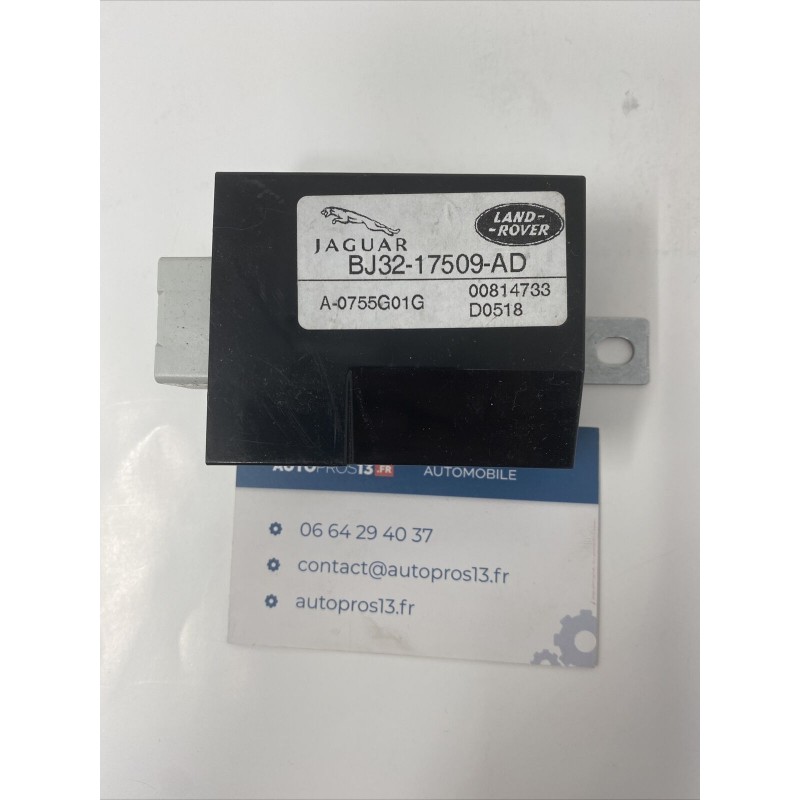 JAGUAR
LAND-
-ROVER
BJ32-17509-AD
A-0755G01G
00814733
D0518
AUTOPROS13.FR
AUTOMOBILE
06 64 29 40 37
contact@autopros13.fr
autopros13.fr